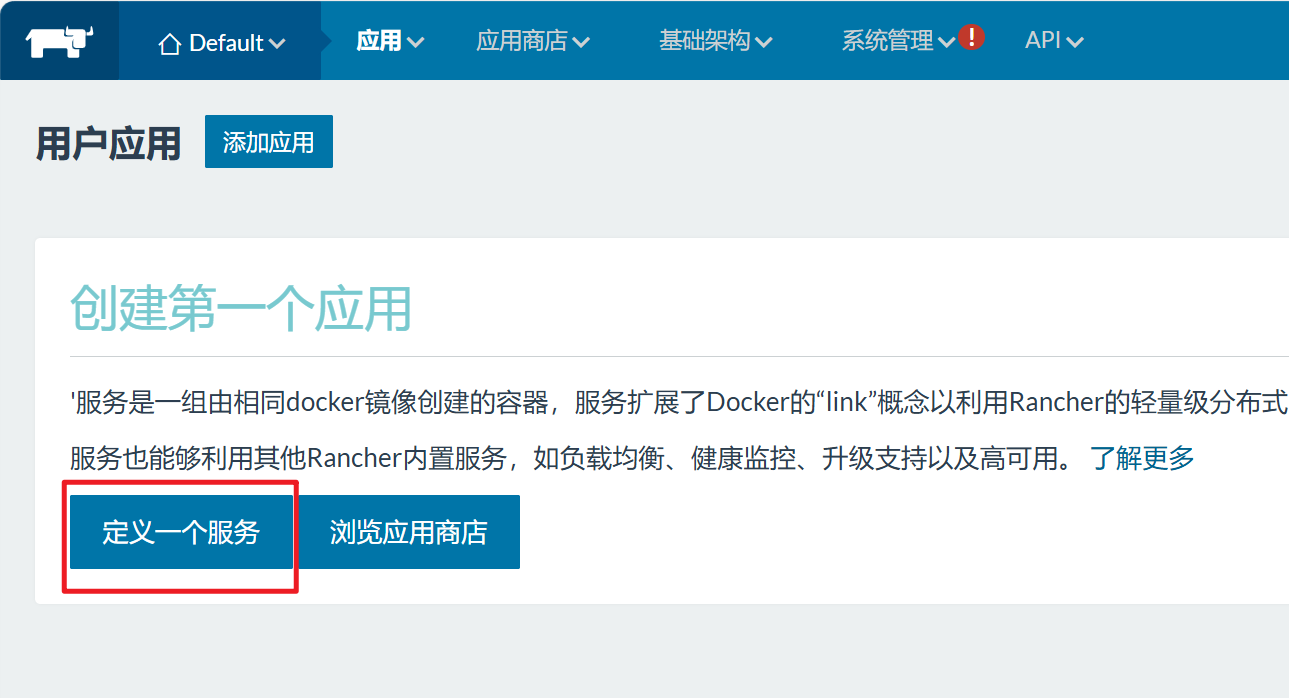 Default 应用 应用商店 基础架构 系统管理 ! API
用户应用 添加应用
创建第一个应用
'服务是一组由相同docker镜像创建的容器，服务扩展了Docker的“link”概念以利用Rancher的轻量级分布式
服务也能够利用其他Rancher内置服务，如负载均衡、健康监控、升级支持以及高可用。 了解更多
定义一个服务 浏览应用商店